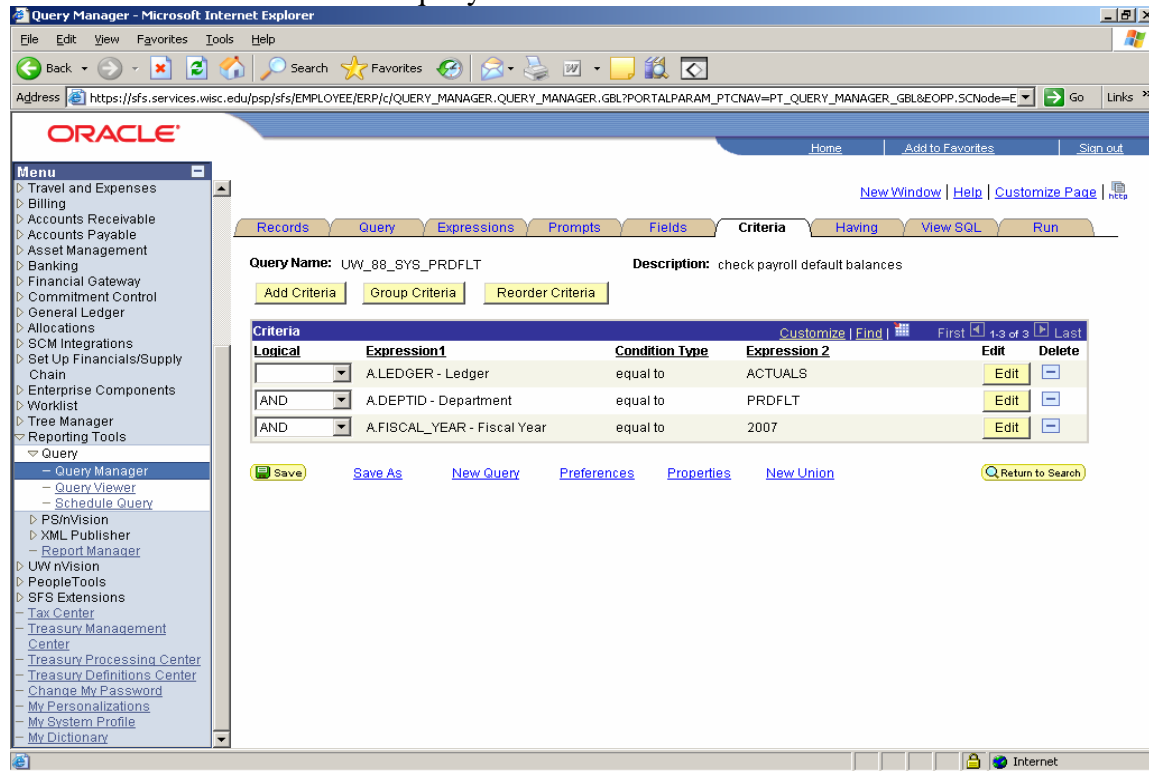 Query Manager - Microsoft Internet Explorer
File Edit View Favorites Tools Help
Back Search Favorites
Address https://sfs.services.wisc.edu/psp/sfs/EMPLOYEE/ERP/c/QUERY_MANAGER.QUERY_MANAGER.GBL?PORTALPARAM_PTCNAV=PT_QUERY_MANAGER_GBL&EOPP.SCNode=E Go Links »
ORACLE
Home Add to Favorites Sign out
Menu
Travel and Expenses
Billing
Accounts Receivable
Accounts Payable
Asset Management
Banking
Financial Gateway
Commitment Control
General Ledger
Allocations
SCM Integrations
Set Up Financials/Supply
Chain
Enterprise Components
Worklist
Tree Manager
Reporting Tools
Query
– Query Manager
– Query Viewer
– Schedule Query
PS/nVision
XML Publisher
– Report Manager
UW nVision
PeopleTools
SFS Extensions
– Tax Center
– Treasury Management
Center
– Treasury Processing Center
– Treasury Definitions Center
– Change My Password
– My Personalizations
– My System Profile
– My Dictionary
New Window | Help | Customize Page | http
Records Query Expressions Prompts Fields Criteria Having View SQL Run
Query Name: UW_88_SYS_PRDFLT Description: check payroll default balances
Add Criteria Group Criteria Reorder Criteria
Criteria Customize | Find | First 1-3 of 3 Last
Logical Expression1 Condition Type Expression 2 Edit Delete
A.LEDGER - Ledger equal to ACTUALS Edit
AND A.DEPTID - Department equal to PRDFLT Edit
AND A.FISCAL_YEAR - Fiscal Year equal to 2007 Edit
Save Save As New Query Preferences Properties New Union Return to Search
Internet